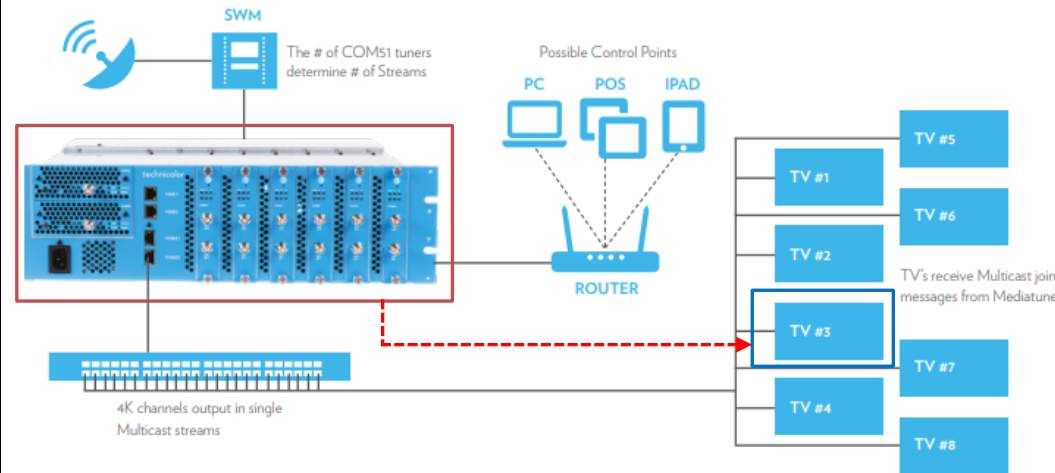 SWM
The # of COM51 tuners
determine # of Streams
Possible Control Points
PC
POS
IPAD
technicolor
ROUTER
TV #5
TV #1
TV #6
TV #2
TV's receive Multicast join
messages from Mediatune
TV #3
TV #7
TV #4
TV #8
4K channels output in single
Multicast streams